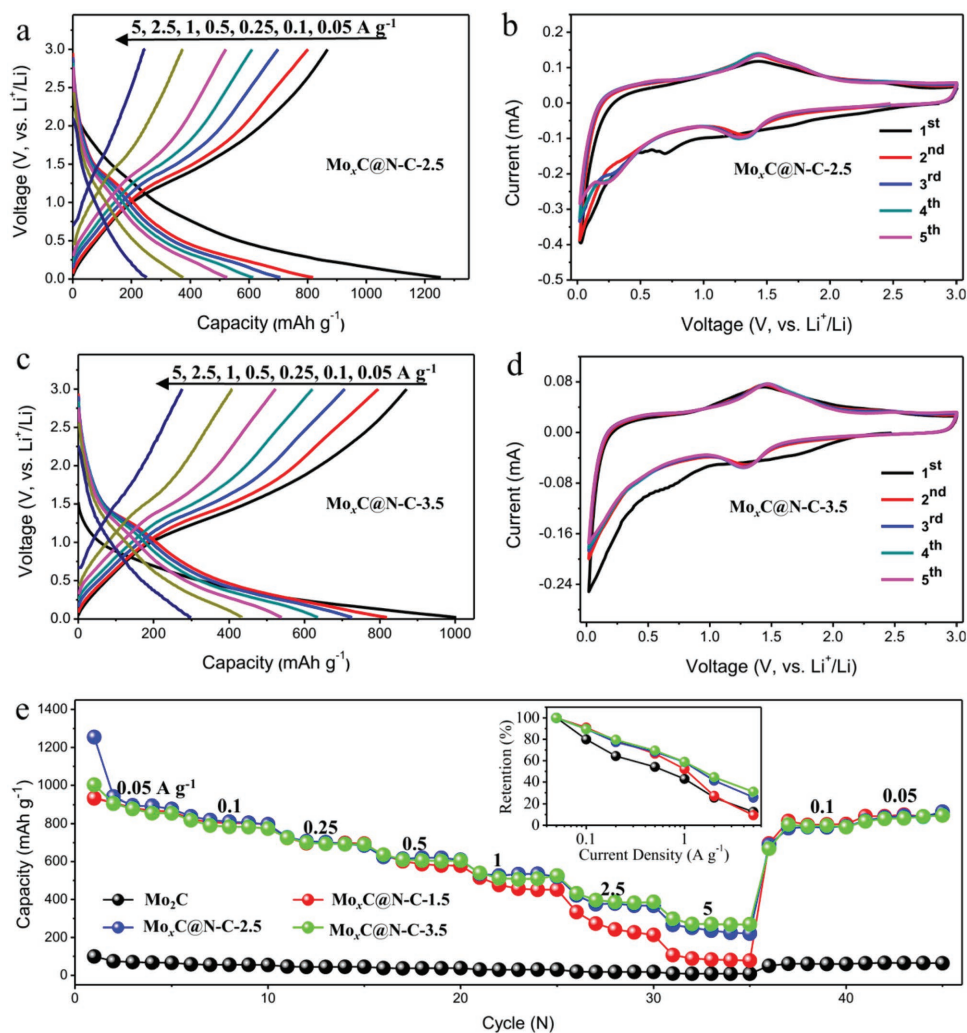 a
5, 2.5, 1, 0.5, 0.25, 0.1, 0.05 A g⁻¹
3.0
2.5
2.0
1.5
1.0
0.5
0.0
Voltage (V, vs. Li⁺/Li)
MoₓC@N-C-2.5
0 200 400 600 800 1000 1200
Capacity (mAh g⁻¹)
b
0.2
0.1
0.0
-0.1
-0.2
-0.3
-0.4
-0.5
Current (mA)
MoₓC@N-C-2.5
1ˢᵗ
2ⁿᵈ
3ʳᵈ
4ᵗʰ
5ᵗʰ
0.0 0.5 1.0 1.5 2.0 2.5 3.0
Voltage (V, vs. Li⁺/Li)
c
5, 2.5, 1, 0.5, 0.25, 0.1, 0.05 A g⁻¹
3.0
2.5
2.0
1.5
1.0
0.5
0.0
Voltage (V, vs. Li⁺/Li)
MoₓC@N-C-3.5
0 200 400 600 800 1000
Capacity (mAh g⁻¹)
d
0.08
0.00
-0.08
-0.16
-0.24
Current (mA)
MoₓC@N-C-3.5
1ˢᵗ
2ⁿᵈ
3ʳᵈ
4ᵗʰ
5ᵗʰ
0.0 0.5 1.0 1.5 2.0 2.5 3.0
Voltage (V, vs. Li⁺/Li)
e
1400
1200
1000
800
600
400
200
0
Capacity (mAh g⁻¹)
0.05 A g⁻¹
0.1
0.25
0.5
1
2.5
5
0.1
0.05
100
80
60
40
20
0
Retention (%)
0.1 1
Current Density (A g⁻¹)
Mo₂C
MoₓC@N-C-1.5
MoₓC@N-C-2.5
MoₓC@N-C-3.5
0 10 20 30 40
Cycle (N)